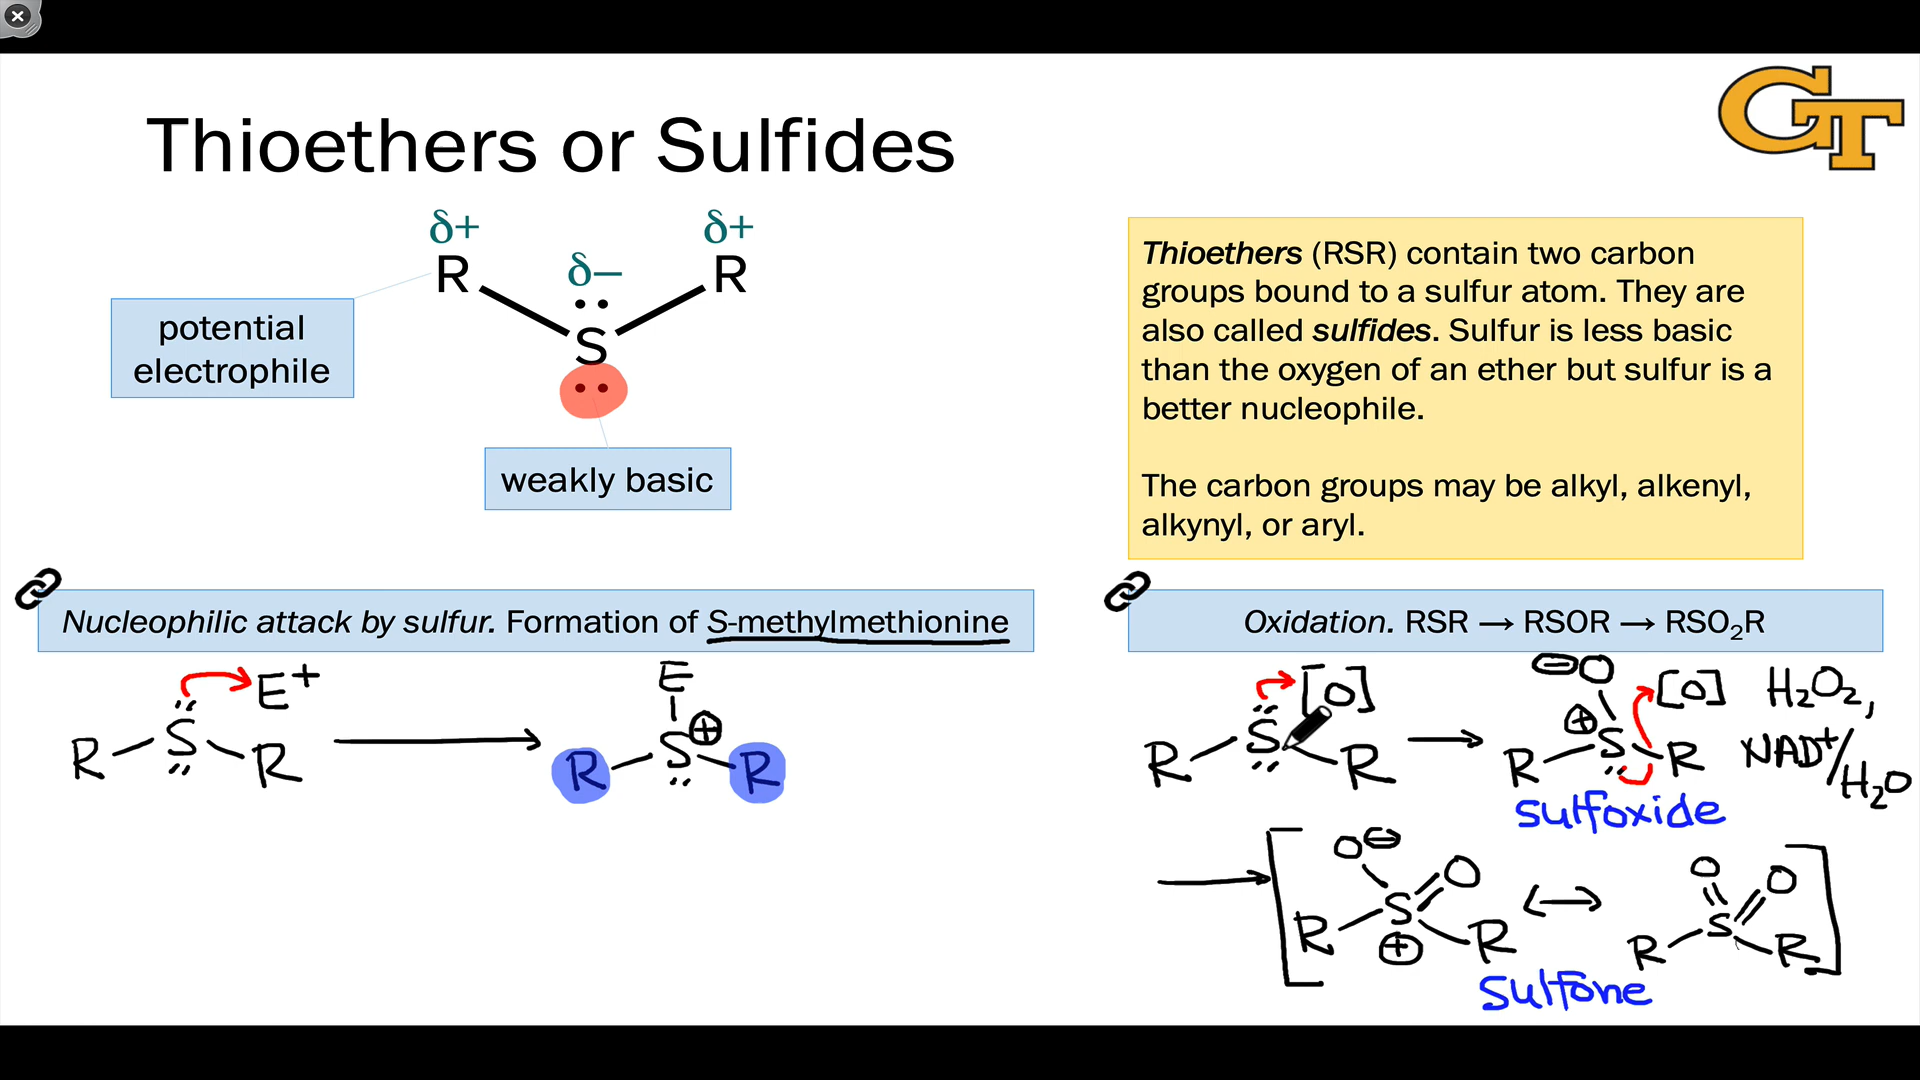 GT
Thioethers or Sulfides
δ+
δ+
R
δ–
R
S
potential
electrophile
weakly basic
Thioethers (RSR) contain two carbon
groups bound to a sulfur atom. They are
also called sulfides. Sulfur is less basic
than the oxygen of an ether but sulfur is a
better nucleophile.
The carbon groups may be alkyl, alkenyl,
alkynyl, or aryl.
Nucleophilic attack by sulfur. Formation of S-methylmethionine
R S R E+ → E R S ⊕ R
Oxidation. RSR → RSOR → RSO₂R
R S R [O] → ⊖O ⊕ R S R [O] H₂O₂,
NAD⁺/H₂O
sulfoxide
→ [ O⊖ O R S R ⊕ ↔ O O R S R ]
sulfone